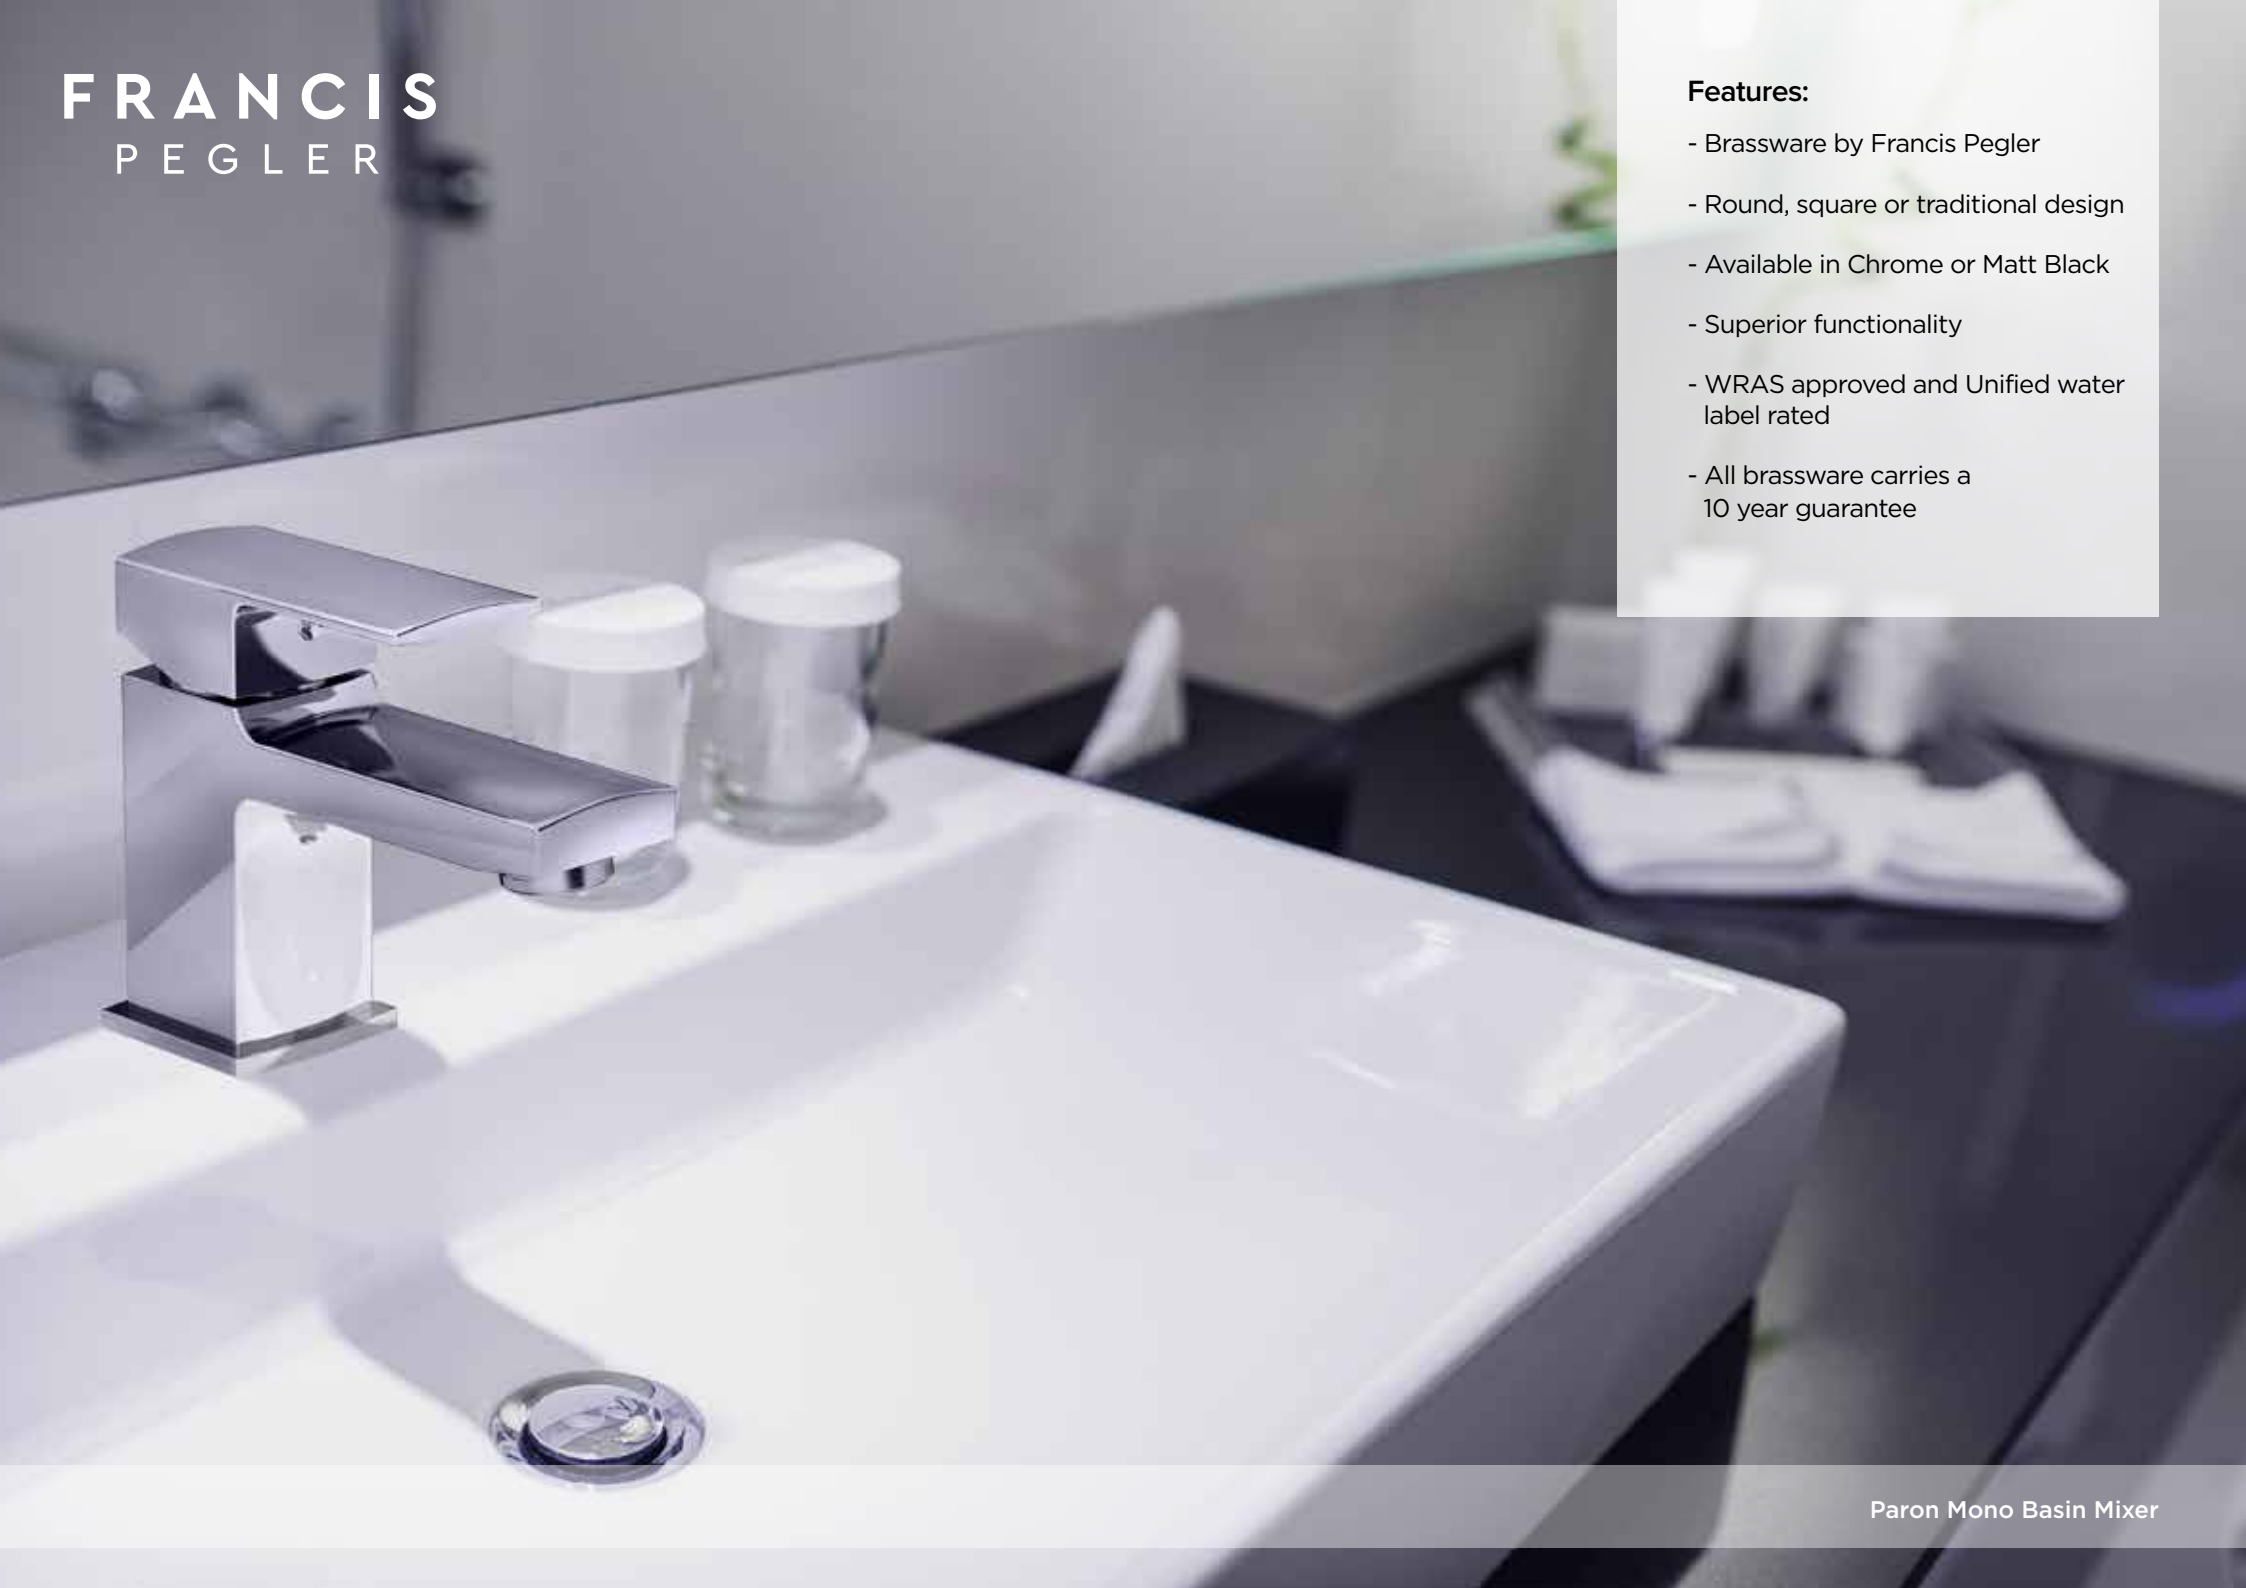 FRANCIS
PEGLER
Features:
- Brassware by Francis Pegler
- Round, square or traditional design
- Available in Chrome or Matt Black
- Superior functionality
- WRAS approved and Unified water
label rated
- All brassware carries a
10 year guarantee
Paron Mono Basin Mixer